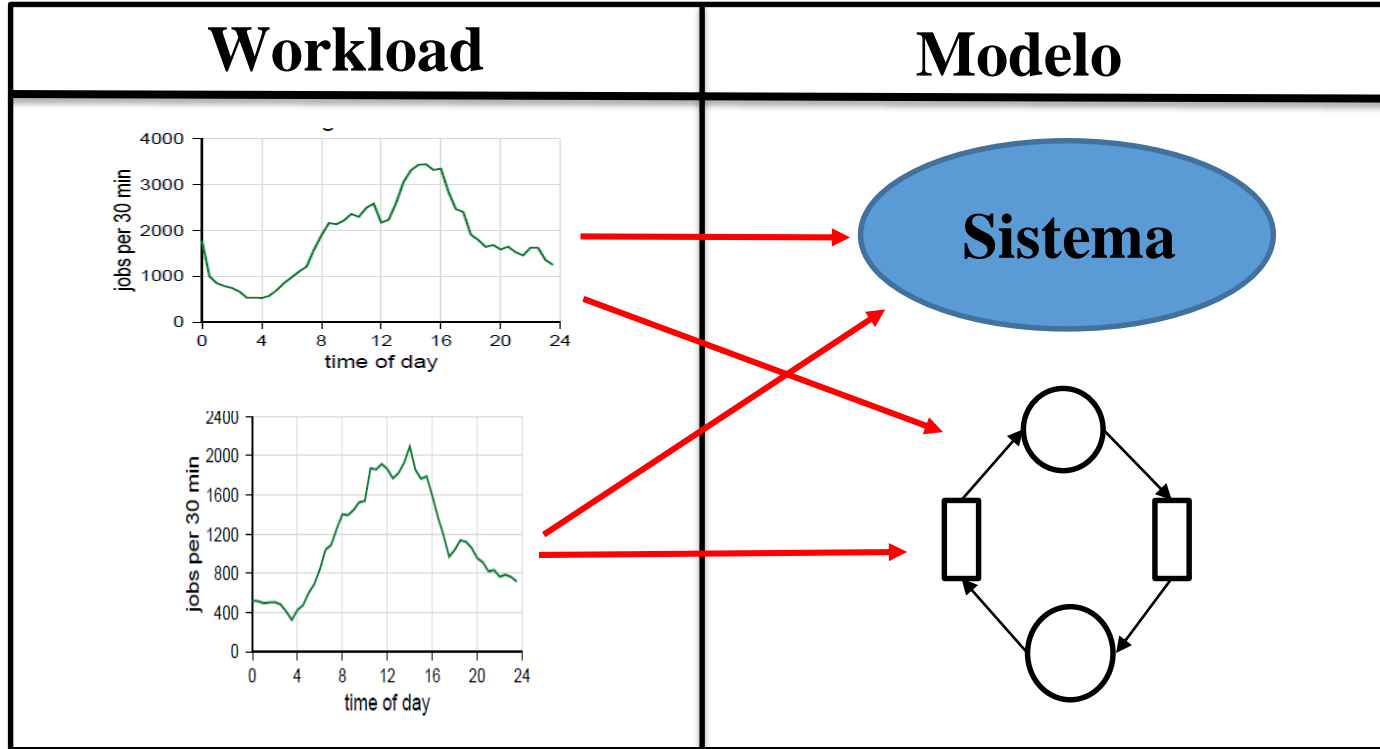 Workload
Modelo
4000
3000
2000
1000
0
jobs per 30 min
0 4 8 12 16 20 24
time of day
Sistema
2400
2000
1600
1200
800
400
0
jobs per 30 min
0 4 8 12 16 20 24
time of day